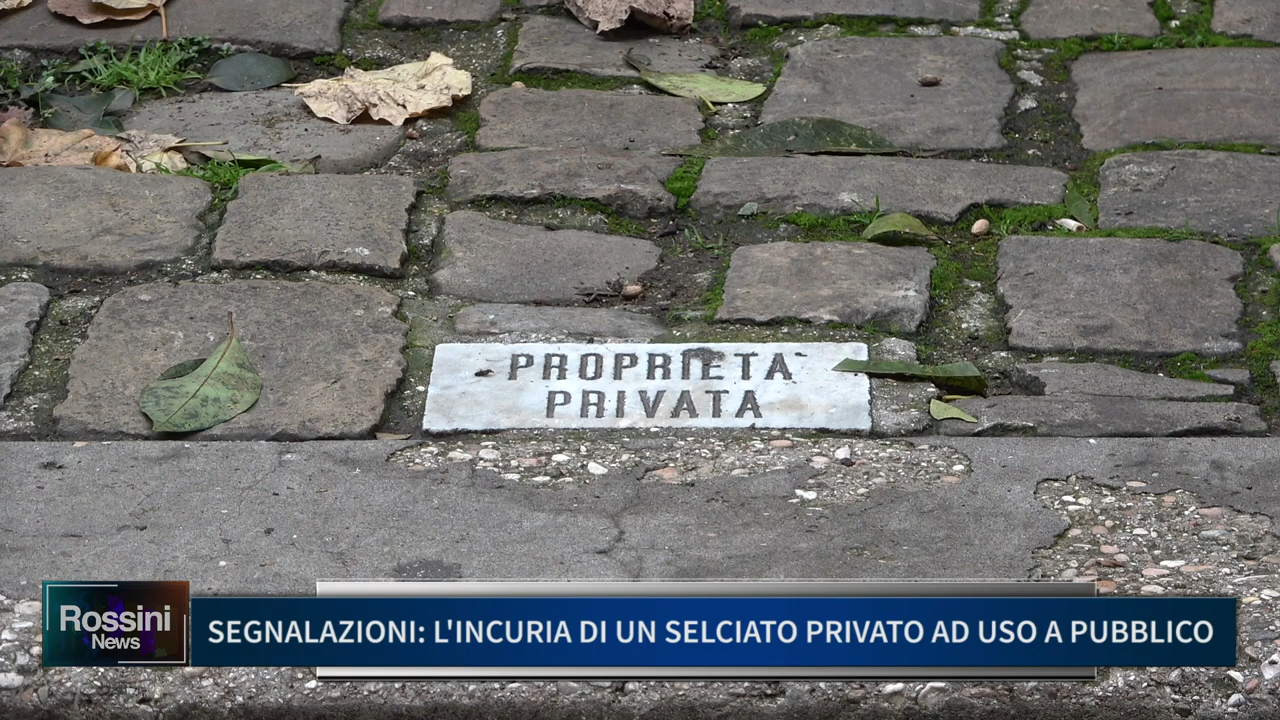 PROPRIETA'
PRIVATA
Rossini
News
SEGNALAZIONI: L'INCURIA DI UN SELCIATO PRIVATO AD USO A PUBBLICO